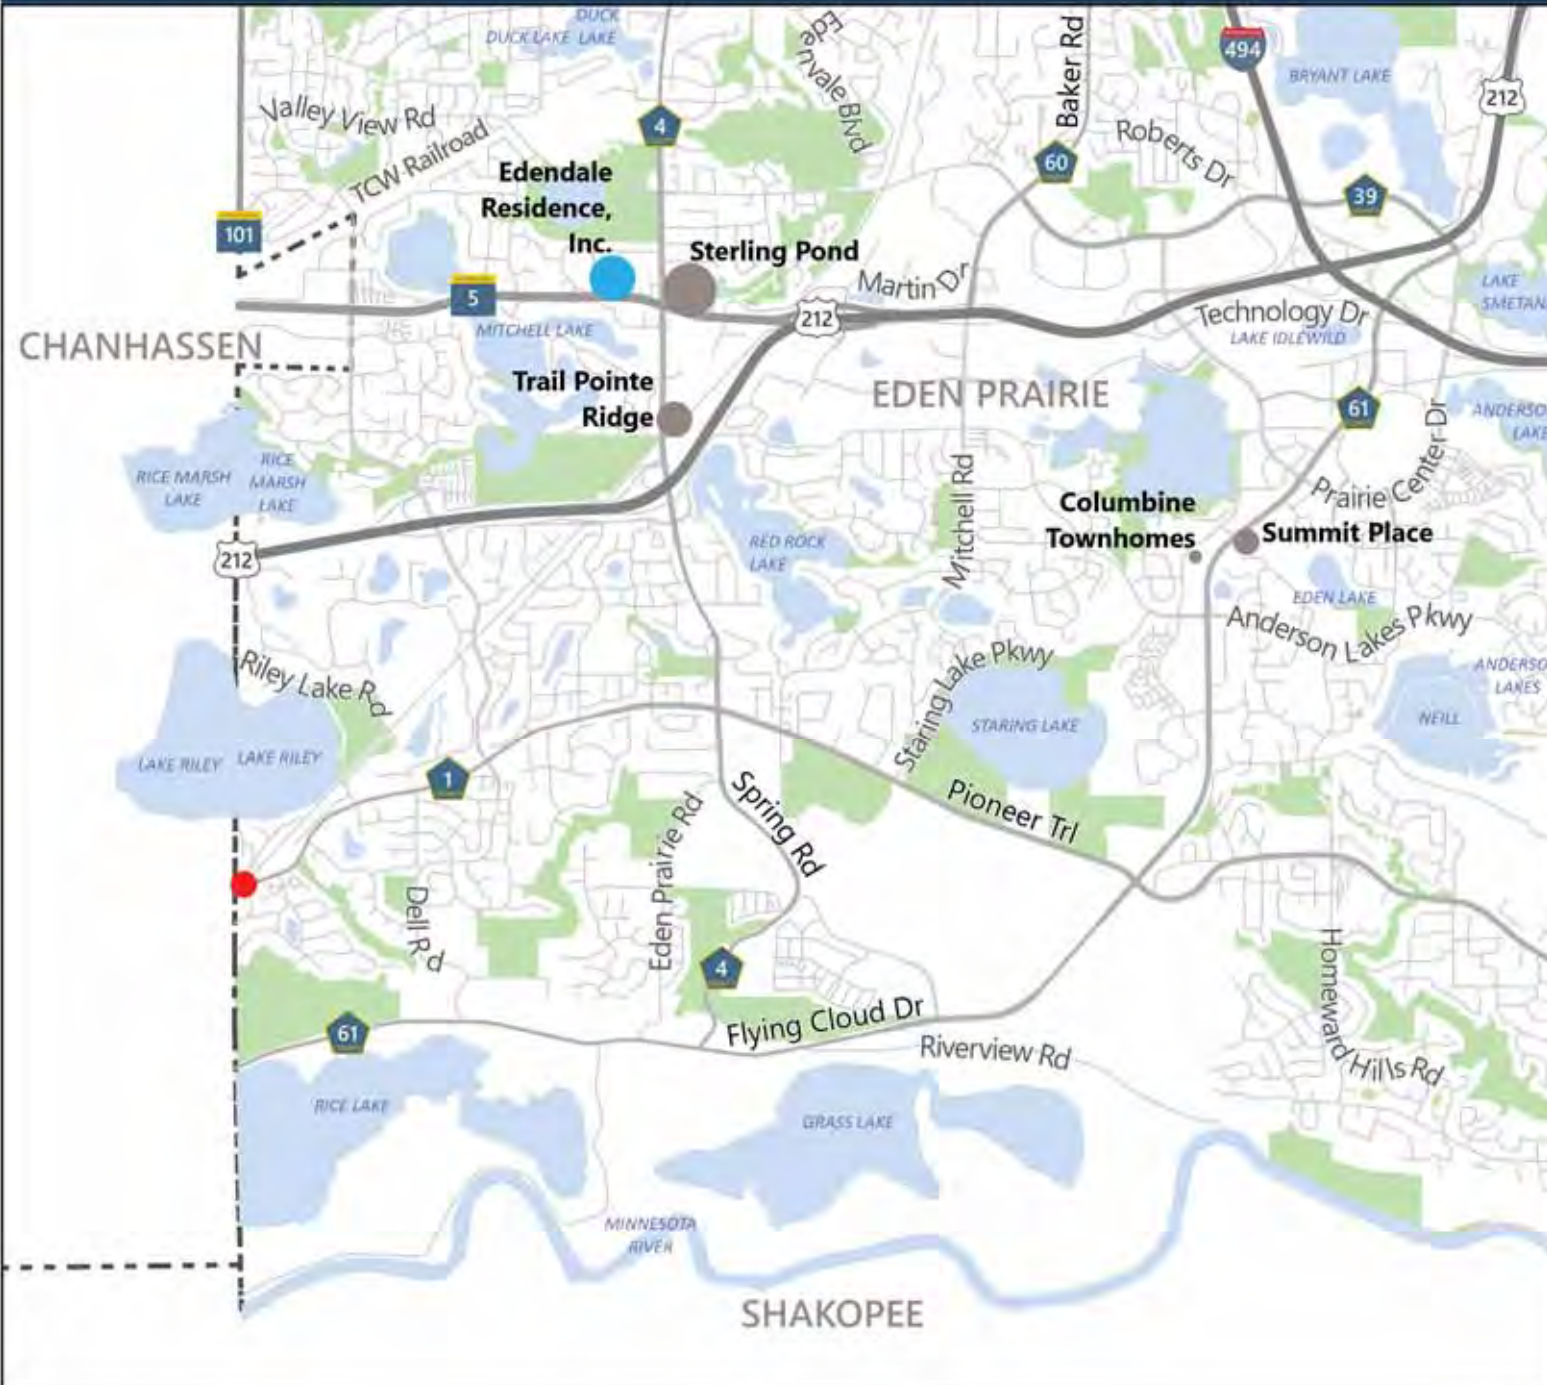 DUCK
DUCK LAKE LAKE
Edenvale Blvd
Baker Rd
494
BRYANT LAKE
212
Valley View Rd
4
TCW Railroad
60
Roberts Dr
39
Edendale
Residence,
Inc.
101
Sterling Pond
5
Martin Dr
212
LAKE
Technology Dr
LAKE IDLEWILD
MITCHELL LAKE
CHANHASSEN
Trail Pointe
Ridge
EDEN PRAIRIE
61
Prairie Center Dr
RICE MARSH
LAKE
RICE
MARSH
LAKE
Mitchell Rd
Columbine
Townhomes
Summit Place
RED ROCK
LAKE
212
EDEN LAKE
Anderson Lakes Pkwy
Riley Lake Rd
Staring Lake Pkwy
LAKES
STARING LAKE
NEILL
LAKE RILEY
LAKE RILEY
1
Pioneer Trl
Spring Rd
Eden Prairie Rd
Dell Rd
4
Homeward Hills Rd
Flying Cloud Dr
61
Riverview Rd
RICE LAKE
GRASS LAKE
MINNESOTA
RIVER
SHAKOPEE